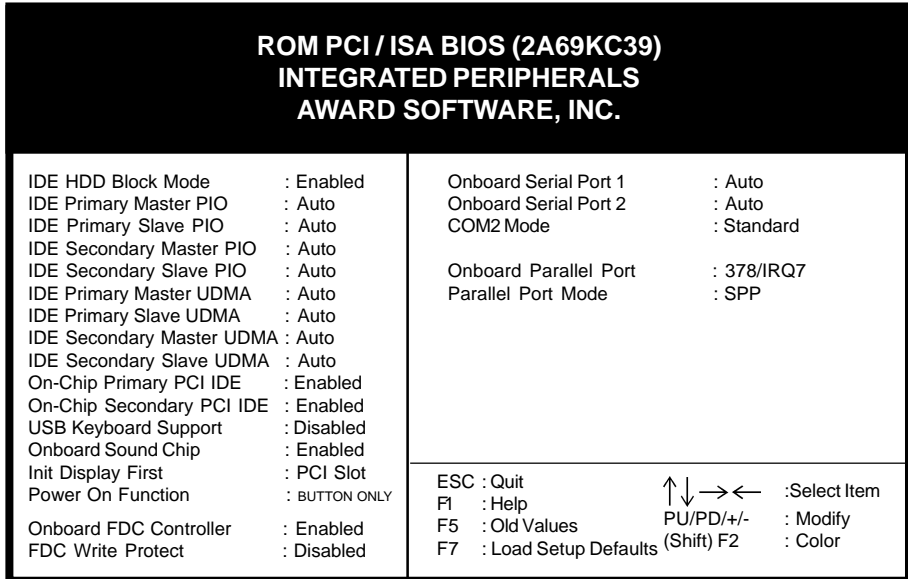 ROM PCI / ISA BIOS (2A69KC39)
INTEGRATED PERIPHERALS
AWARD SOFTWARE, INC.
IDE HDD Block Mode : Enabled
IDE Primary Master PIO : Auto
IDE Primary Slave PIO : Auto
IDE Secondary Master PIO : Auto
IDE Secondary Slave PIO : Auto
IDE Primary Master UDMA : Auto
IDE Primary Slave UDMA : Auto
IDE Secondary Master UDMA : Auto
IDE Secondary Slave UDMA : Auto
On-Chip Primary PCI IDE : Enabled
On-Chip Secondary PCI IDE : Enabled
USB Keyboard Support : Disabled
Onboard Sound Chip : Enabled
Init Display First : PCI Slot
Power On Function : BUTTON ONLY
Onboard FDC Controller : Enabled
FDC Write Protect : Disabled
Onboard Serial Port 1 : Auto
Onboard Serial Port 2 : Auto
COM2 Mode : Standard
Onboard Parallel Port : 378/IRQ7
Parallel Port Mode : SPP
ESC : Quit ↑↓→← :Select Item
F1 : Help
F5 : Old Values PU/PD/+/- : Modify
F7 : Load Setup Defaults (Shift) F2 : Color